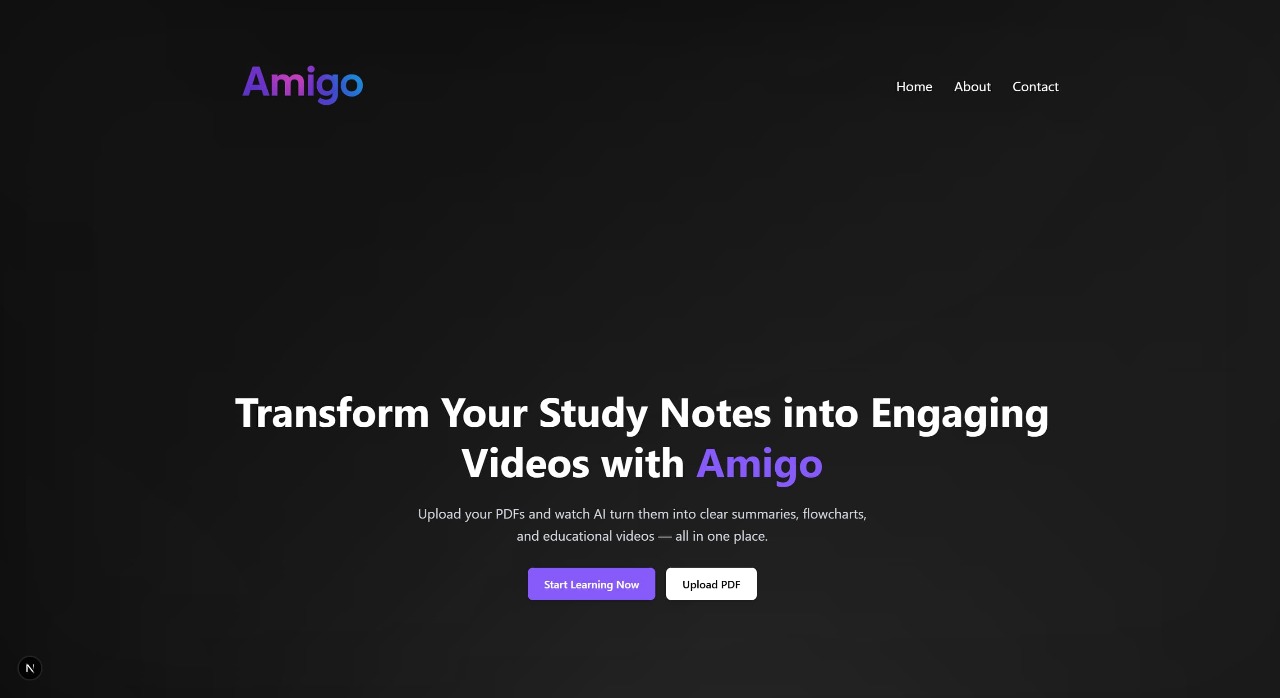 Amigo
Home About Contact
Transform Your Study Notes into Engaging
Videos with Amigo
Upload your PDFs and watch AI turn them into clear summaries, flowcharts,
and educational videos — all in one place.
Start Learning Now Upload PDF
N